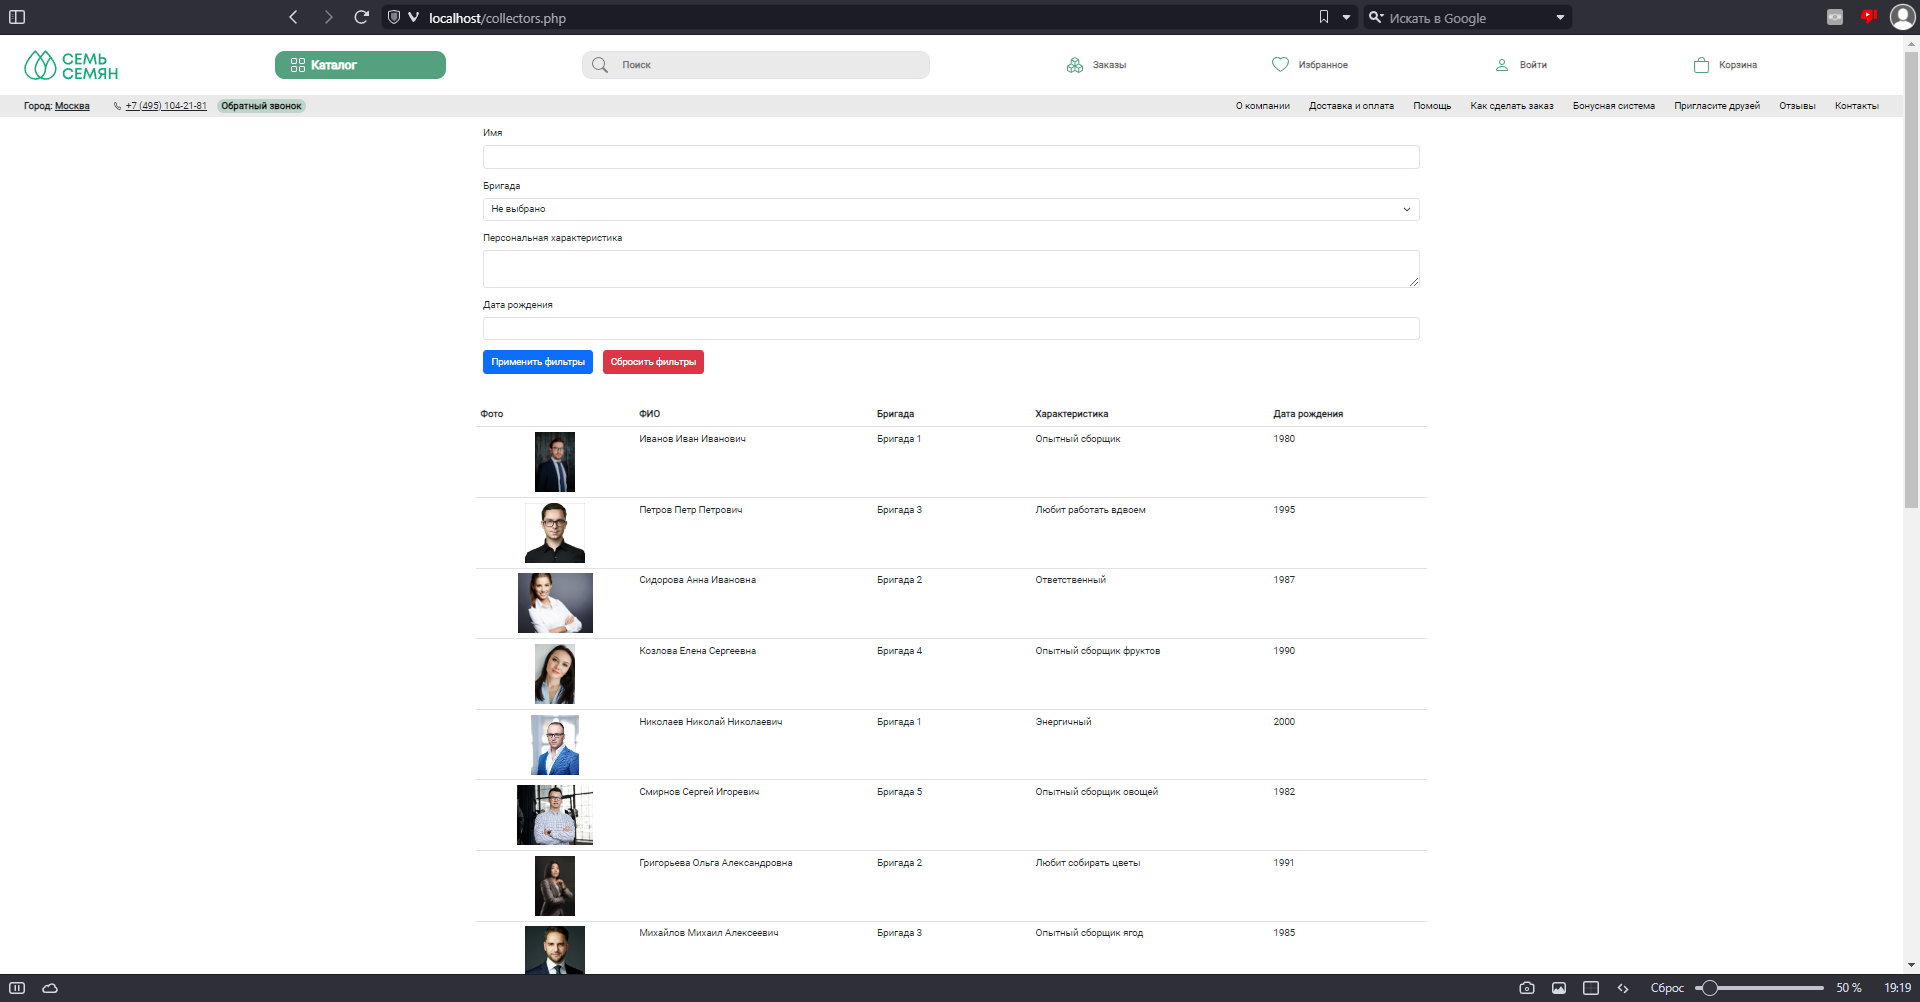 localhost/collectors.php
Искать в Google
СЕМЬ
СЕМЯН
Каталог
Поиск
Заказы
Избранное
Войти
Корзина
Город: Москва
+7 (495) 104-21-81
Обратный звонок
О компании
Доставка и оплата
Помощь
Как сделать заказ
Бонусная система
Пригласите друзей
Отзывы
Контакты
Имя
Бригада
Не выбрано
Персональная характеристика
Дата рождения
Применить фильтры
Сбросить фильтры
Фото ФИО Бригада Характеристика Дата рождения
Иванов Иван Иванович Бригада 1 Опытный сборщик 1980
Петров Петр Петрович Бригада 3 Любит работать вдвоем 1995
Сидорова Анна Ивановна Бригада 2 Ответственный 1987
Козлова Елена Сергеевна Бригада 4 Опытный сборщик фруктов 1990
Николаев Николай Николаевич Бригада 1 Энергичный 2000
Смирнов Сергей Игоревич Бригада 5 Опытный сборщик овощей 1982
Григорьева Ольга Александровна Бригада 2 Любит собирать цветы 1991
Михайлов Михаил Алексеевич Бригада 3 Опытный сборщик ягод 1985
Сброс
50 %
19:19